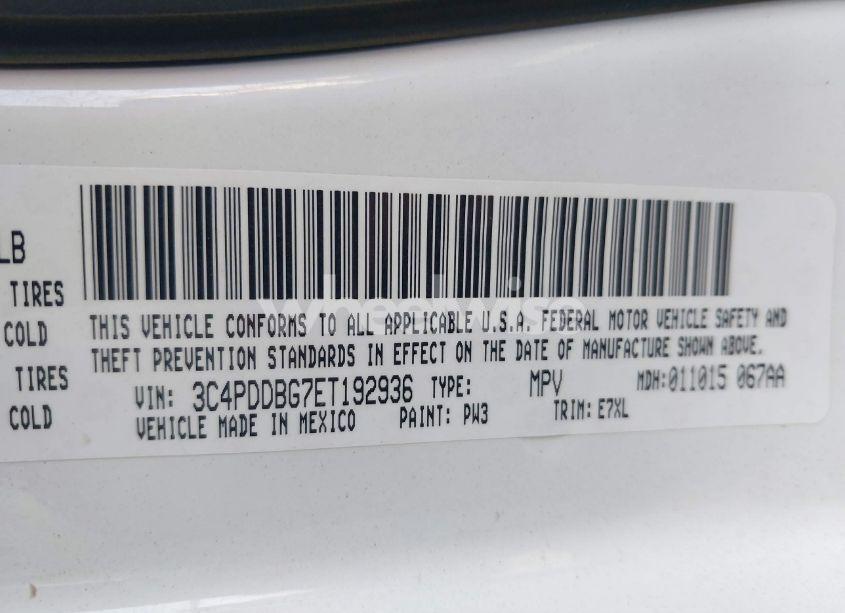 LB
TIRES
COLD
TIRES
COLD
THIS VEHICLE CONFORMS TO ALL APPLICABLE U.S.A. FEDERAL MOTOR VEHICLE SAFETY AND
THEFT PREVENTION STANDARDS IN EFFECT ON THE DATE OF MANUFACTURE SHOWN ABOVE.
VIN: 3C4PDDBG7ET192936 TYPE: MPV MDH:011015 067AA
VEHICLE MADE IN MEXICO PAINT: PW3 TRIM: E7XL